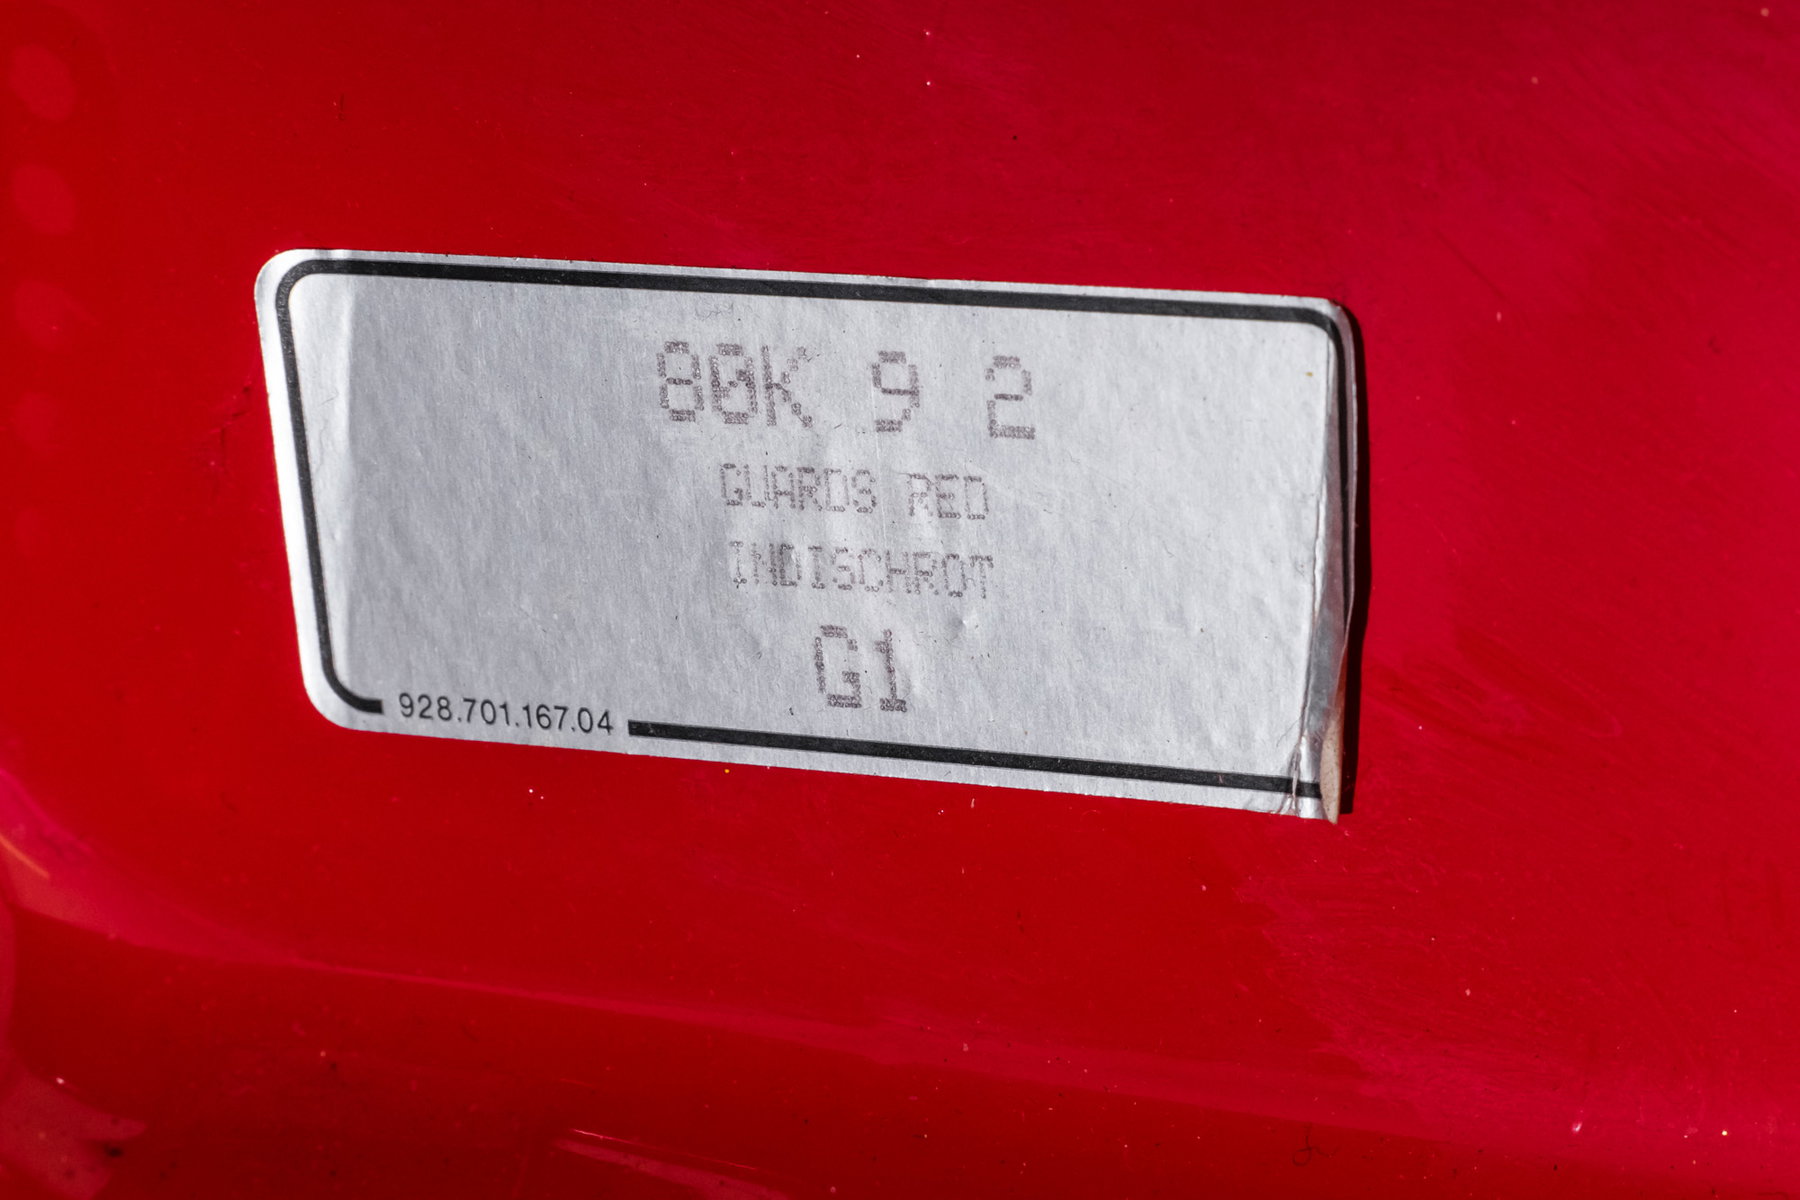 80K 9 2
GUARDS RED
INDISCHROT
G1
928.701.167.04